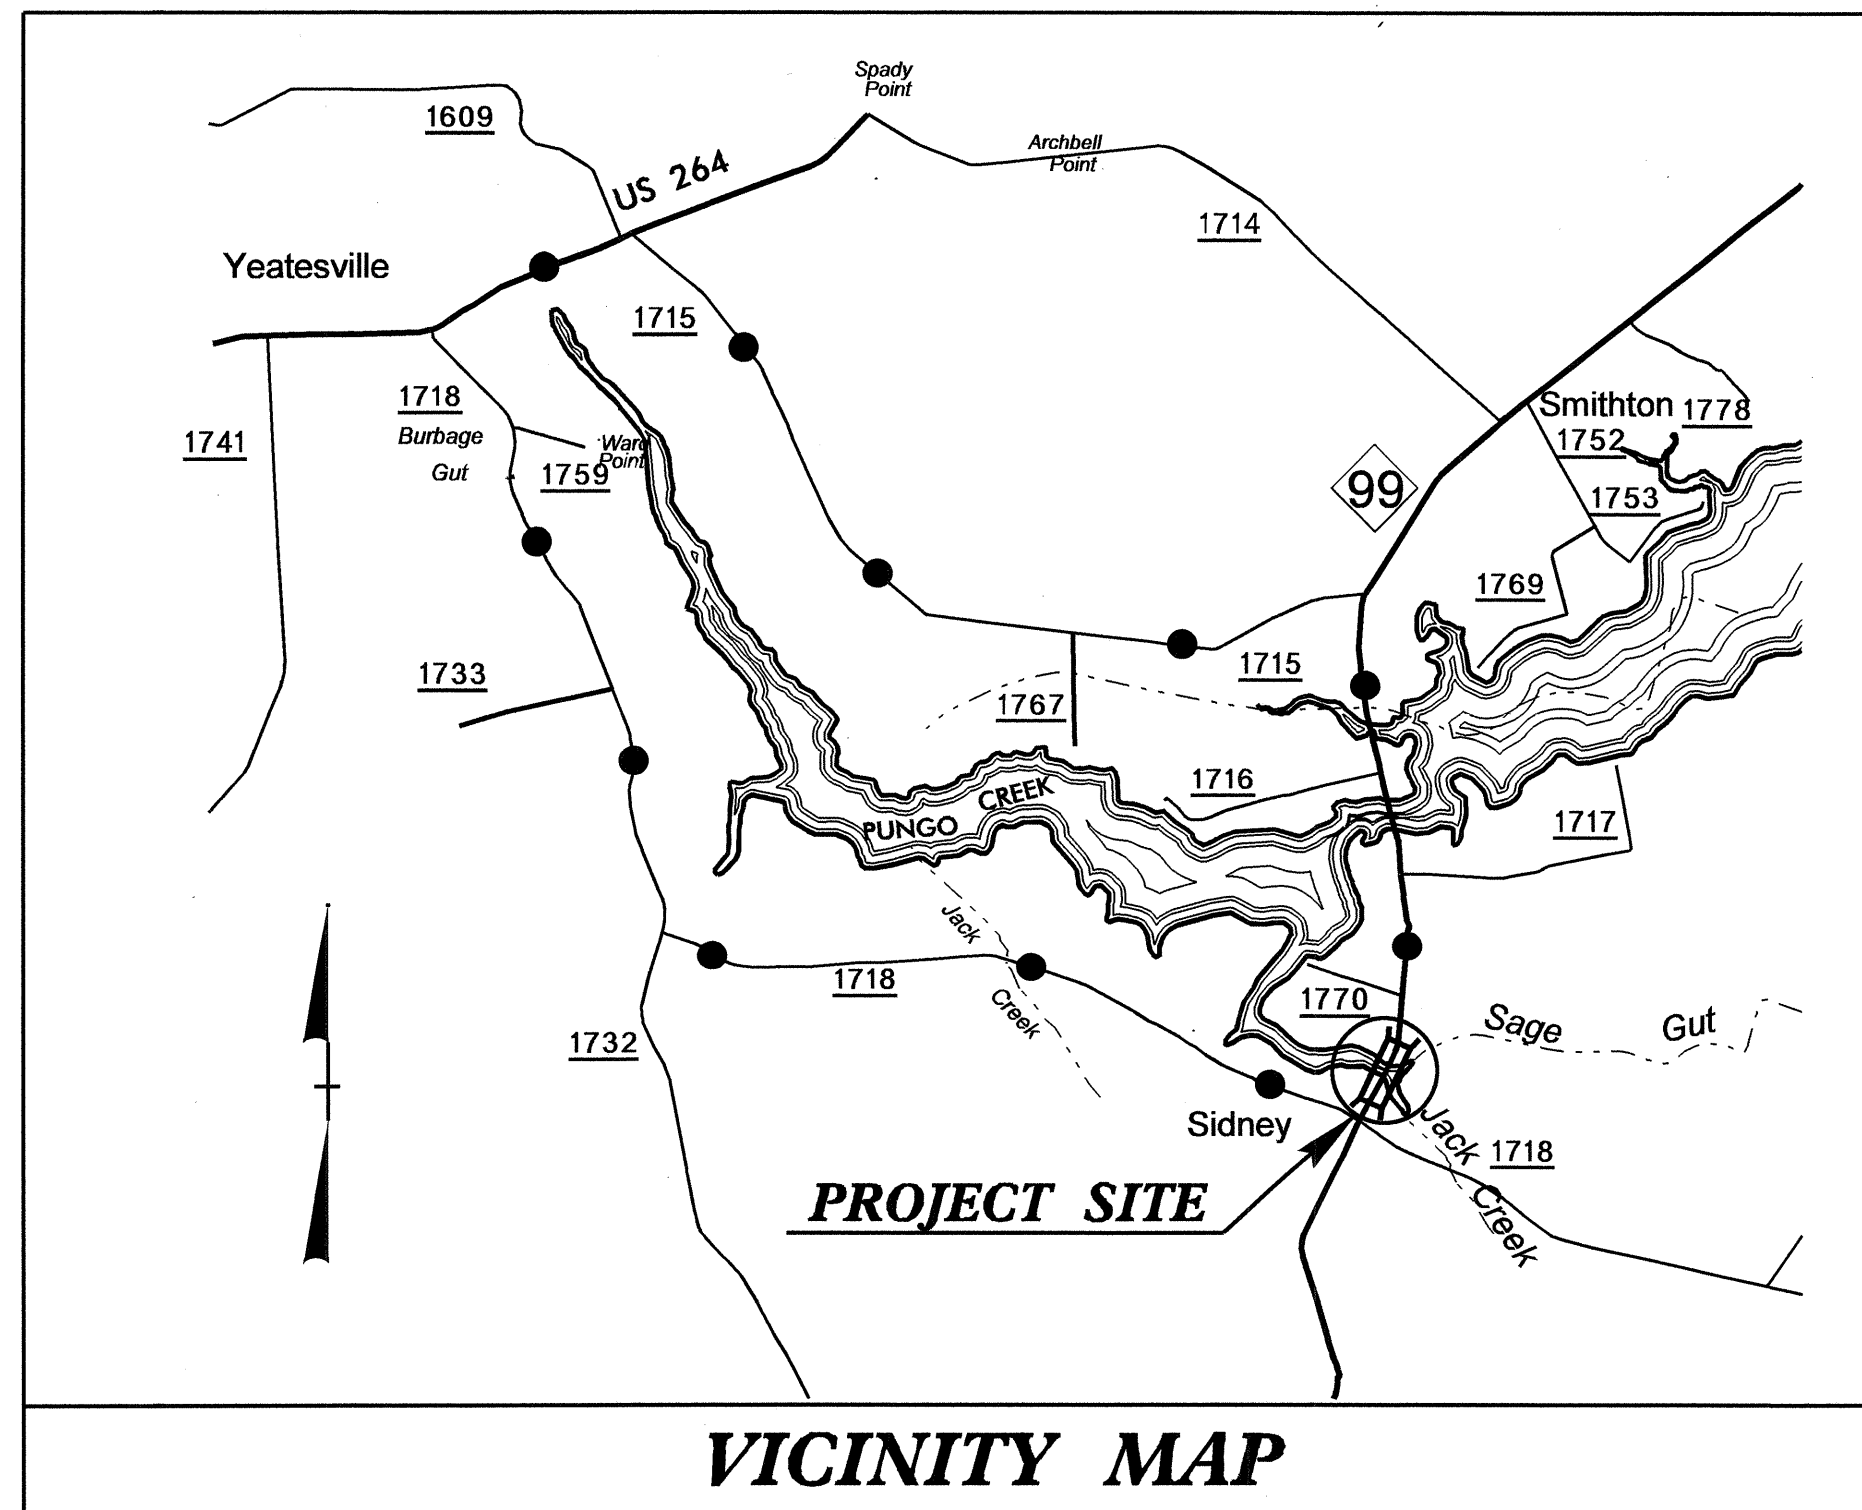 Spady
Point
1609
Archbell
Point
US 264
1714
Yeatesville
1715
1718
Smithton
1778
Burbage
1741
1752
Ward
Point
Gut
1759
99
1753
1769
1733
1715
1767
1716
CREEK
PUNGO
1717
Jack
1718
1770
Creek
Sage
Gut
1732
Sidney
Jack
1718
PROJECT SITE
Creek
VICINITY MAP